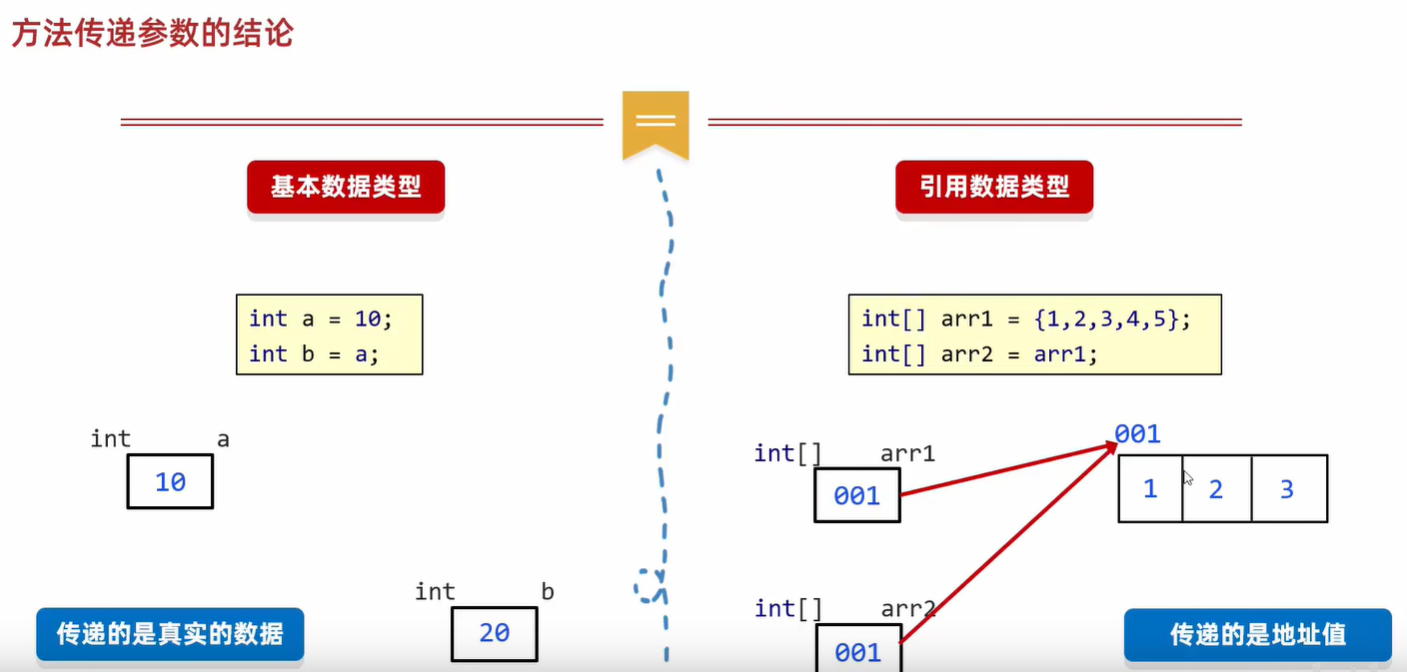 方法传递参数的结论
基本数据类型
引用数据类型
int a = 10;
int b = a;
int[] arr1 = {1,2,3,4,5};
int[] arr2 = arr1;
int a
10
int b
20
传递的是真实的数据
int[] arr1
001
001
1 2 3
int[] arr2
001
传递的是地址值